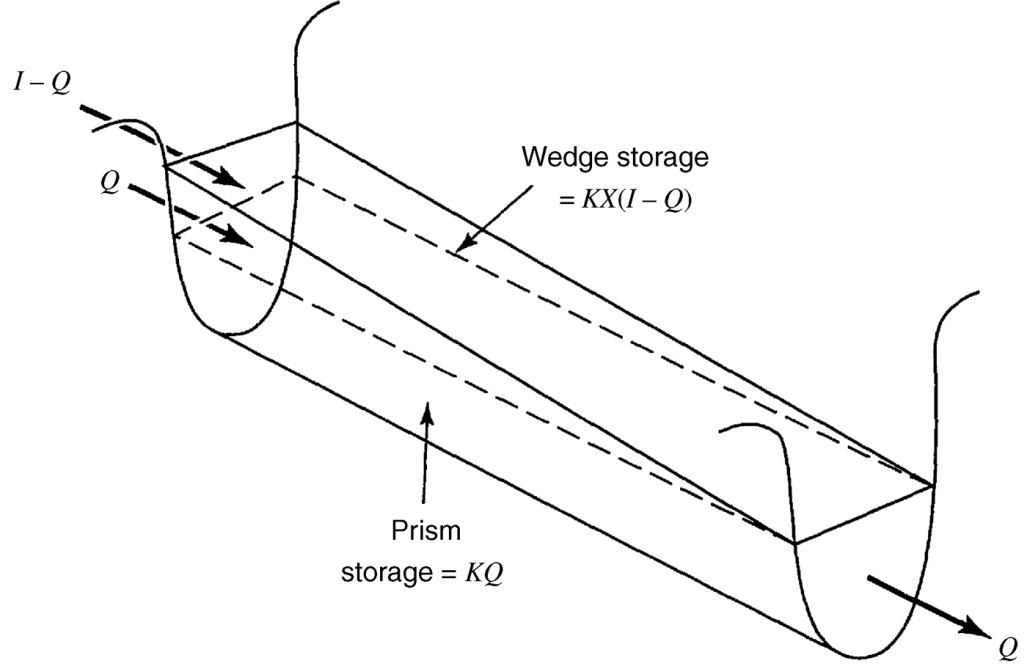 I – Q
Wedge storage
= KX(I – Q)
Q
Prism
storage = KQ
Q